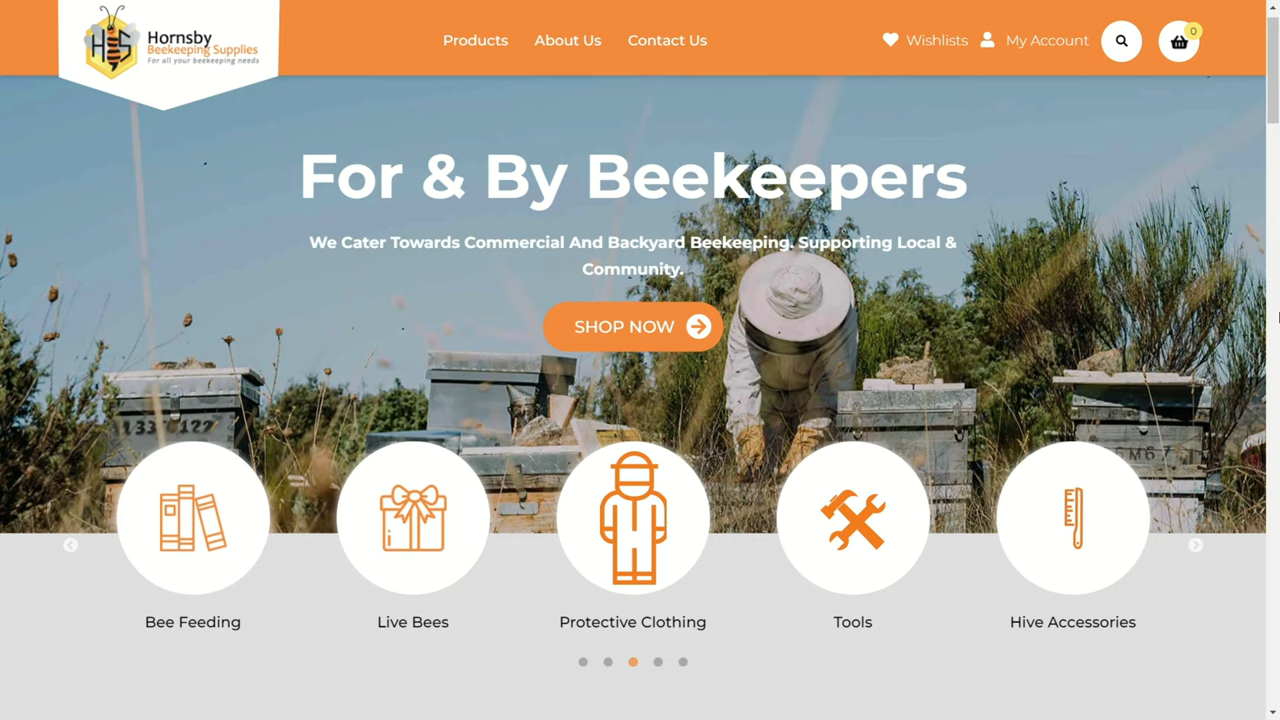 Hornsby
Beekeeping Supplies
For all your beekeeping needs
Products
About Us
Contact Us
Wishlists
My Account
0
For & By Beekeepers
We Cater Towards Commercial And Backyard Beekeeping. Supporting Local &
Community.
SHOP NOW
Bee Feeding
Live Bees
Protective Clothing
Tools
Hive Accessories